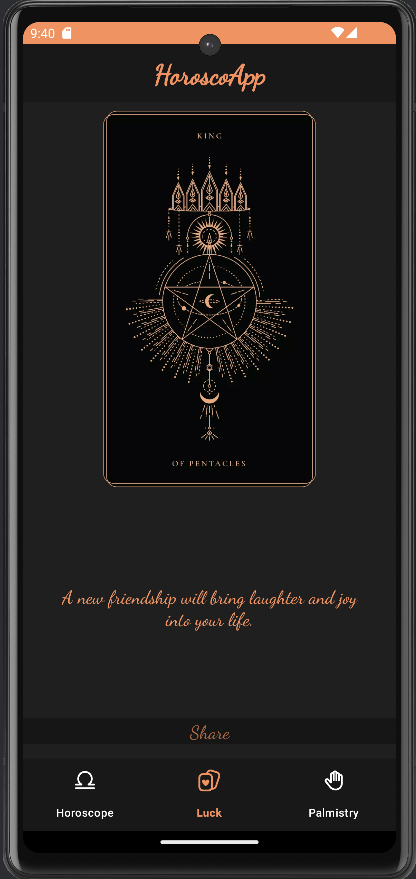 9:40
HoroscoApp
KING
OF PENTACLES
A new friendship will bring laughter and joy
into your life.
Share
Horoscope
Luck
Palmistry